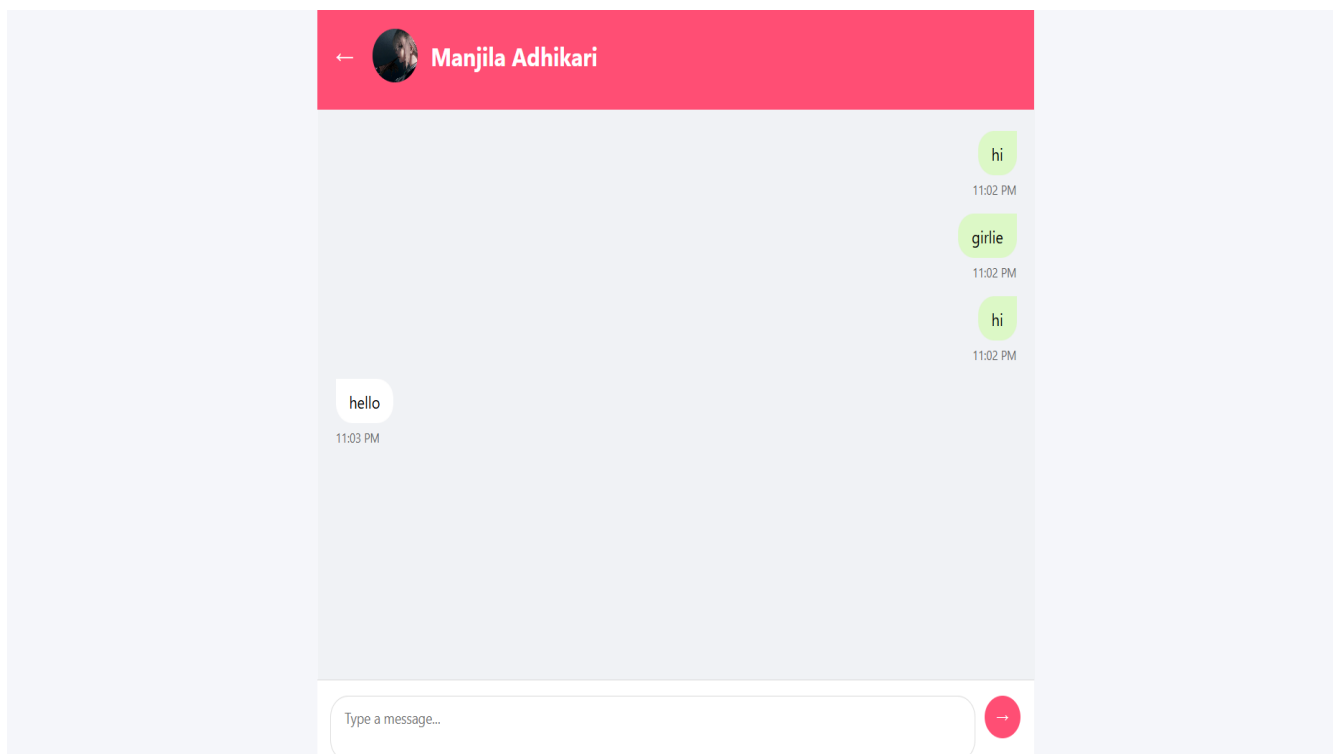 ← Manjila Adhikari
hi
11:02 PM
girlie
11:02 PM
hi
11:02 PM
hello
11:03 PM
Type a message...
→